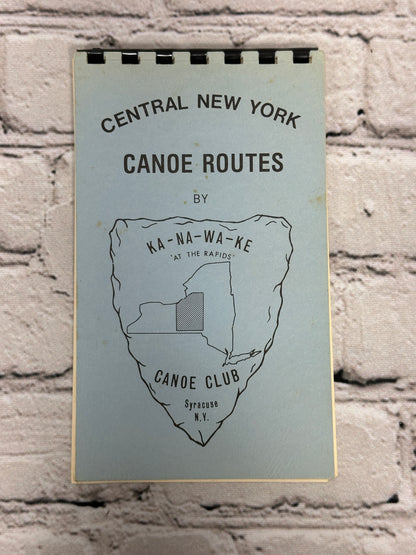 CENTRAL NEW YORK
CANOE ROUTES
BY
KA-NA-WA-KE
"AT THE RAPIDS"
CANOE CLUB
Syracuse
N.Y.